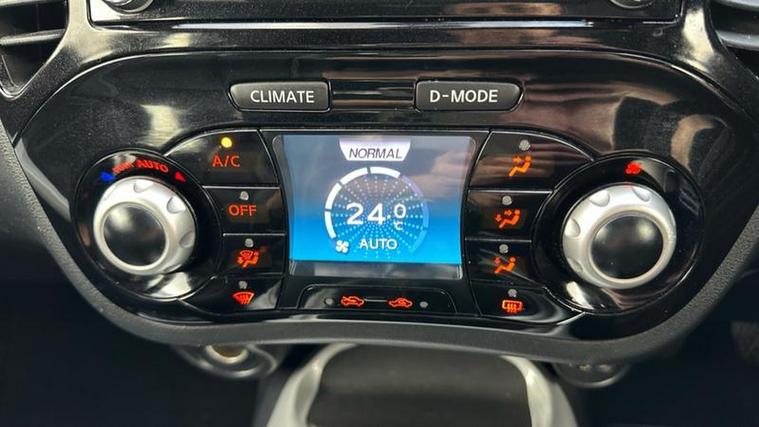 CLIMATE
D-MODE
NORMAL
A/C
AUTO
OFF
24.0
°C
AUTO